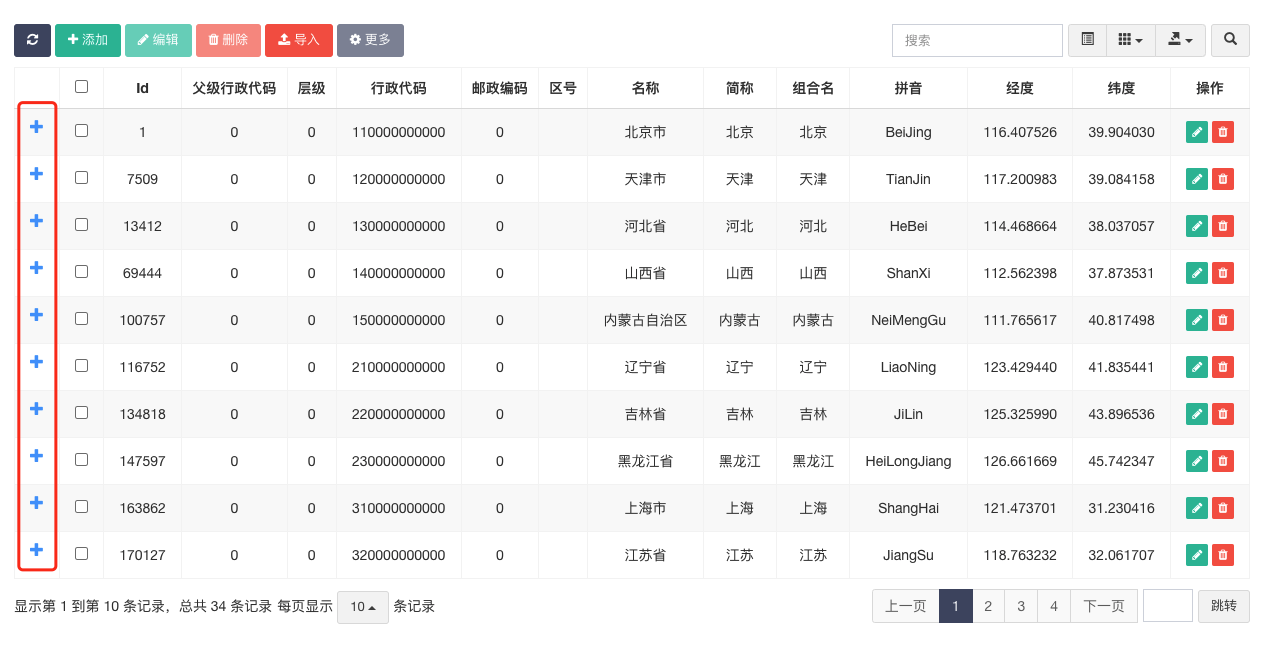 添加 编辑 删除 导入 更多 搜索
Id 父级行政代码 层级 行政代码 邮政编码 区号 名称 简称 组合名 拼音 经度 纬度 操作
1 0 0 110000000000 0 北京市 北京 北京 BeiJing 116.407526 39.904030
7509 0 0 120000000000 0 天津市 天津 天津 TianJin 117.200983 39.084158
13412 0 0 130000000000 0 河北省 河北 河北 HeBei 114.468664 38.037057
69444 0 0 140000000000 0 山西省 山西 山西 ShanXi 112.562398 37.873531
100757 0 0 150000000000 0 内蒙古自治区 内蒙古 内蒙古 NeiMengGu 111.765617 40.817498
116752 0 0 210000000000 0 辽宁省 辽宁 辽宁 LiaoNing 123.429440 41.835441
134818 0 0 220000000000 0 吉林省 吉林 吉林 JiLin 125.325990 43.896536
147597 0 0 230000000000 0 黑龙江省 黑龙江 黑龙江 HeiLongJiang 126.661669 45.742347
163862 0 0 310000000000 0 上海市 上海 上海 ShangHai 121.473701 31.230416
170127 0 0 320000000000 0 江苏省 江苏 江苏 JiangSu 118.763232 32.061707
显示第 1 到第 10 条记录，总共 34 条记录 每页显示 10 条记录 上一页 1 2 3 4 下一页 跳转